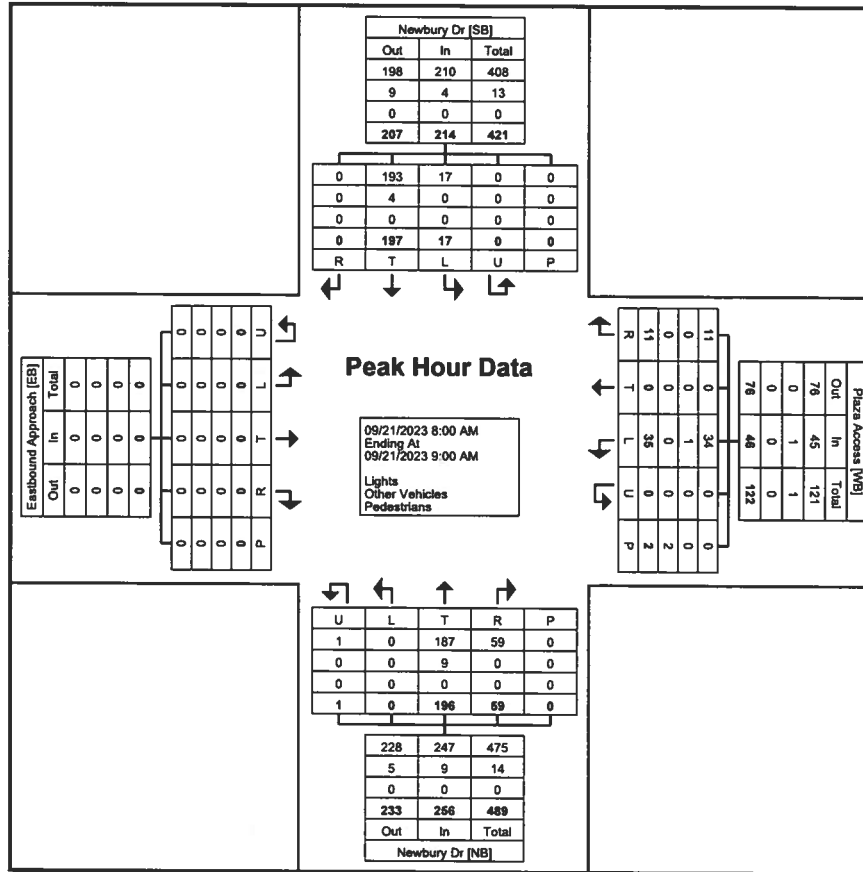 Newbury Dr [SB]
Out In Total
198 210 408
9 4 13
0 0 0
207 214 421
0 193 17 0 0
0 4 0 0 0
0 0 0 0 0
0 197 17 0 0
R T L U P
Eastbound Approach [EB]
Total In Out
0 0 0
0 0 0
0 0 0
0 0 0
0 0 0 0 U
0 0 0 0 L
0 0 0 0 T
0 0 0 0 R
0 0 0 0 P
Peak Hour Data
09/21/2023 8:00 AM
Ending At
09/21/2023 9:00 AM
Lights
Other Vehicles
Pedestrians
R 11 0 0 11
T 0 0 0 0
L 35 0 1 34
U 0 0 0 0
P 2 2 0 0
Plaza Access [WB]
Out In Total
76 45 121
0 1 1
0 0 0
76 46 122
U L T R P
1 0 187 59 0
0 0 9 0 0
0 0 0 0 0
1 0 196 59 0
228 247 475
5 9 14
0 0 0
233 256 489
Out In Total
Newbury Dr [NB]